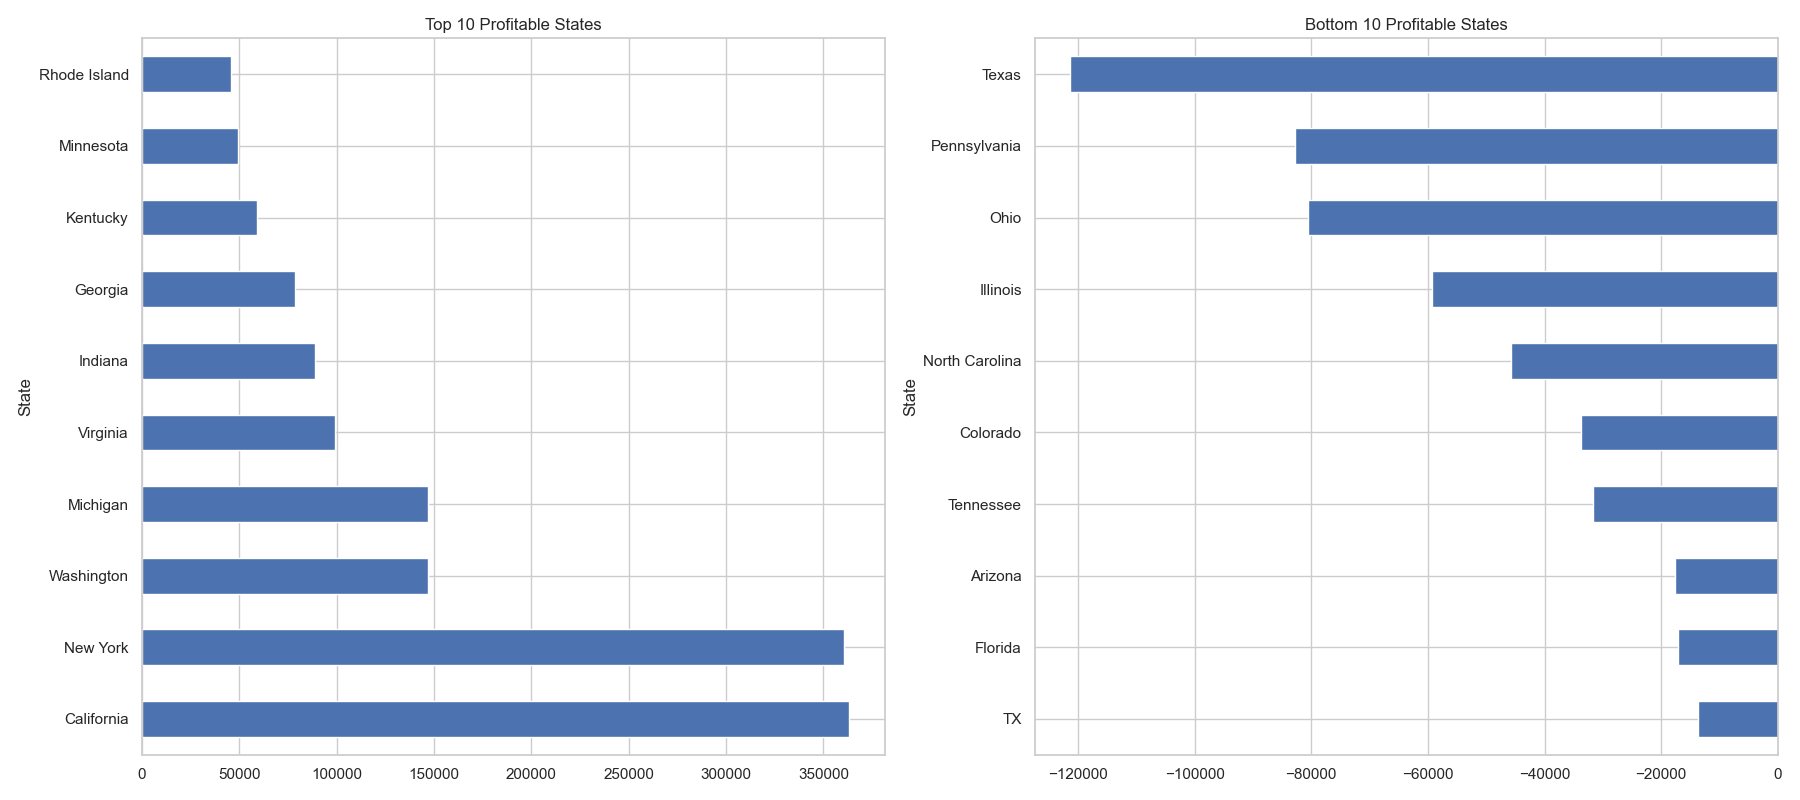 Top 10 Profitable States
State
Rhode Island
Minnesota
Kentucky
Georgia
Indiana
Virginia
Michigan
Washington
New York
California
0 50000 100000 150000 200000 250000 300000 350000
Bottom 10 Profitable States
State
Texas
Pennsylvania
Ohio
Illinois
North Carolina
Colorado
Tennessee
Arizona
Florida
TX
−120000 −100000 −80000 −60000 −40000 −20000 0